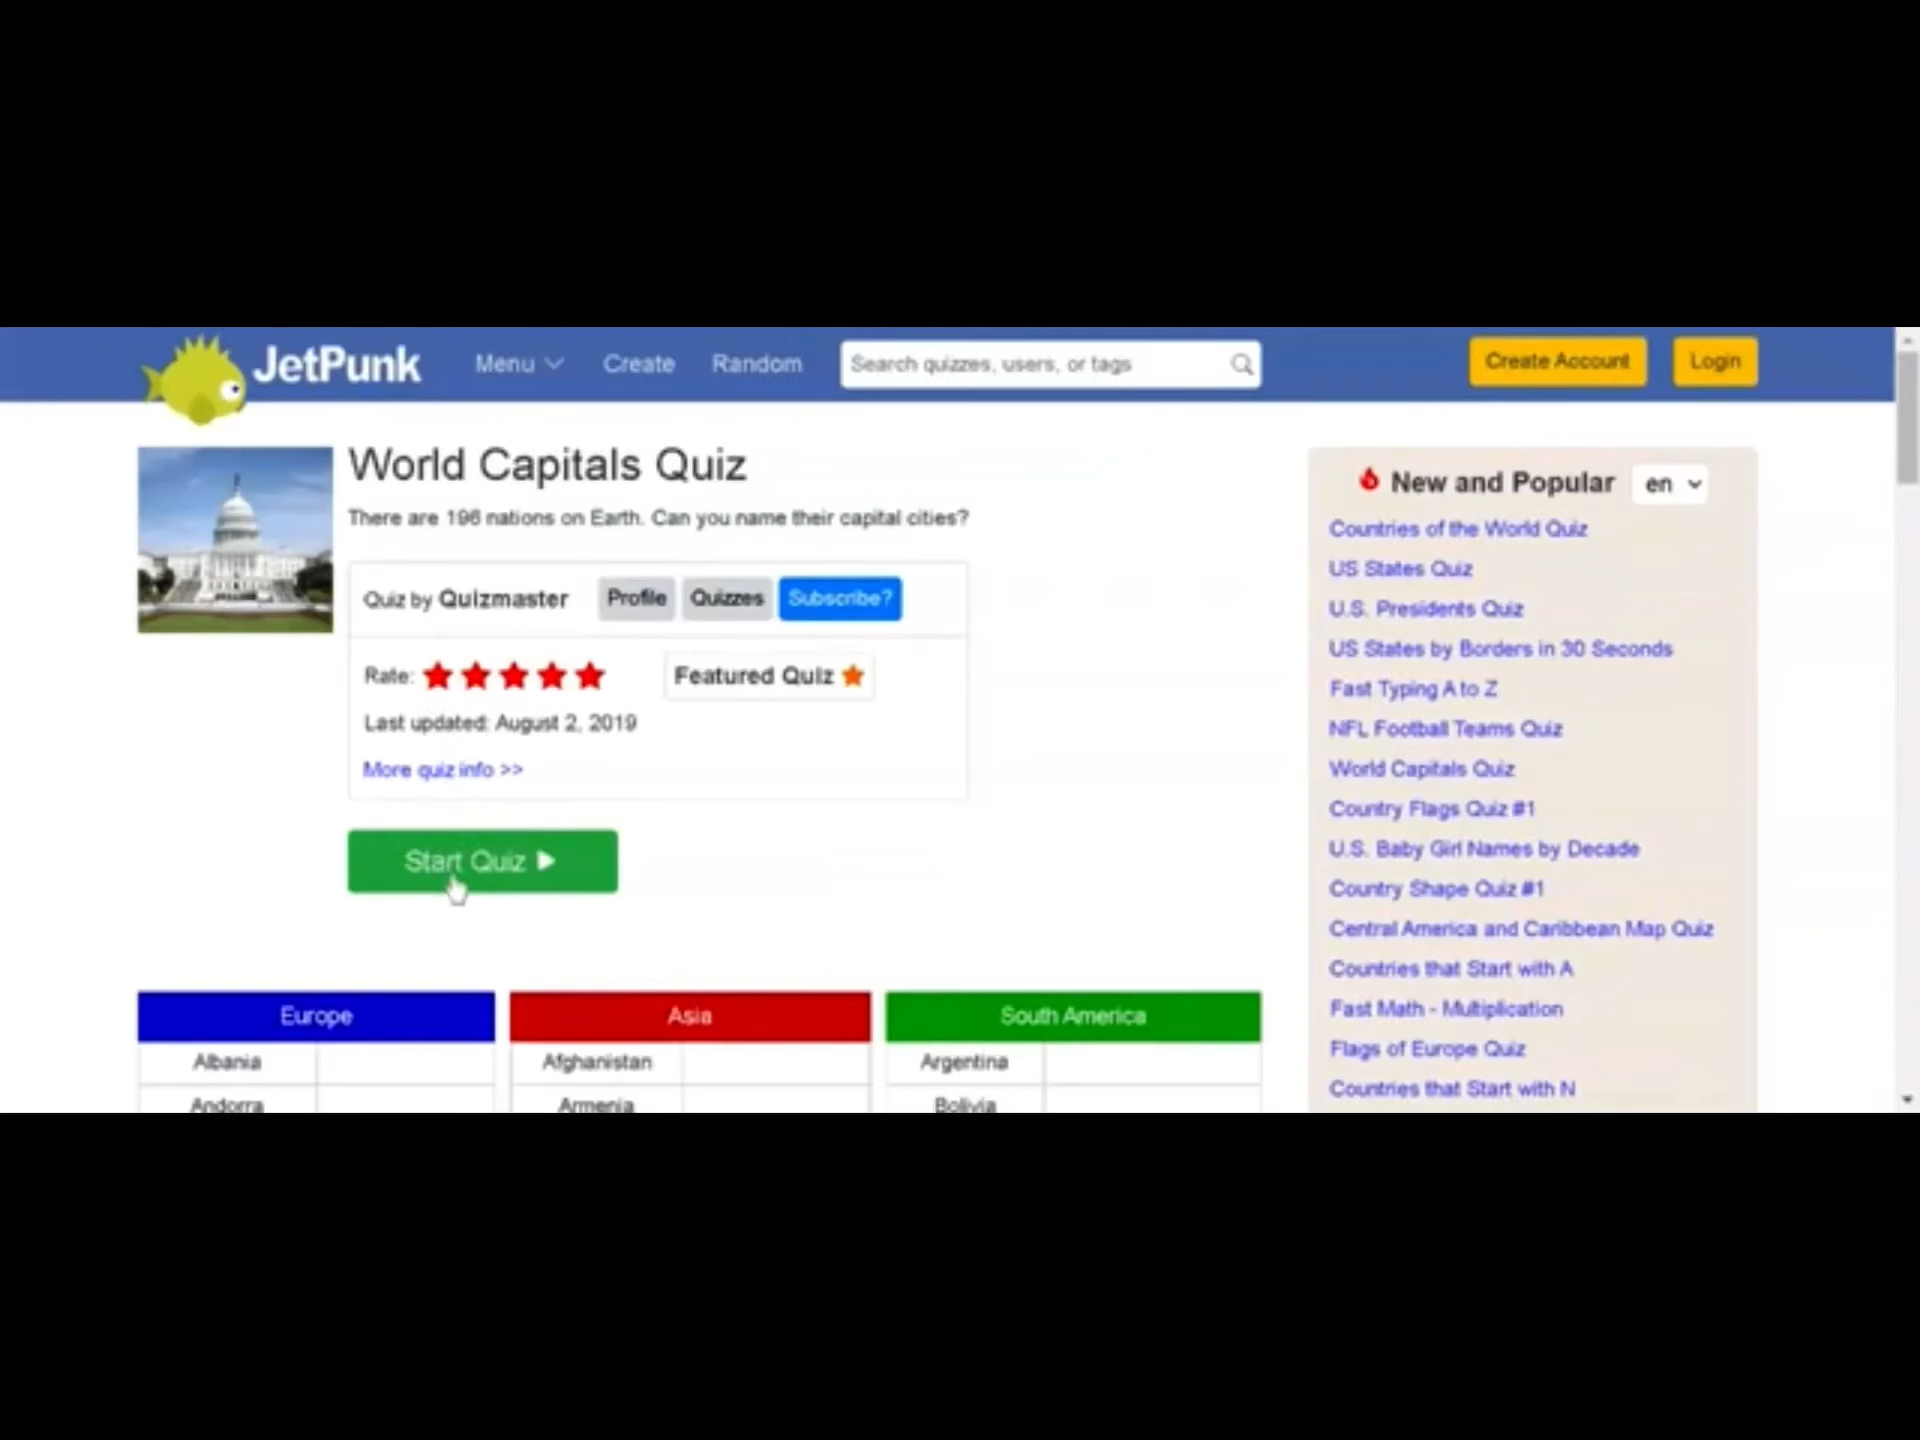 JetPunk
Menu
Create
Random
Search quizzes, users, or tags
Create Account
Login
World Capitals Quiz
There are 196 nations on Earth. Can you name their capital cities?
Quiz by Quizmaster
Profile
Quizzes
Subscribe?
Rate:
Featured Quiz
Last updated: August 2, 2019
More quiz info >>
Start Quiz
Europe
Asia
South America
Albania
Afghanistan
Argentina
Andorra
Armenia
Bolivia
New and Popular
en
Countries of the World Quiz
US States Quiz
U.S. Presidents Quiz
US States by Borders in 30 Seconds
Fast Typing A to Z
NFL Football Teams Quiz
World Capitals Quiz
Country Flags Quiz #1
U.S. Baby Girl Names by Decade
Country Shape Quiz #1
Central America and Caribbean Map Quiz
Countries that Start with A
Fast Math - Multiplication
Flags of Europe Quiz
Countries that Start with N